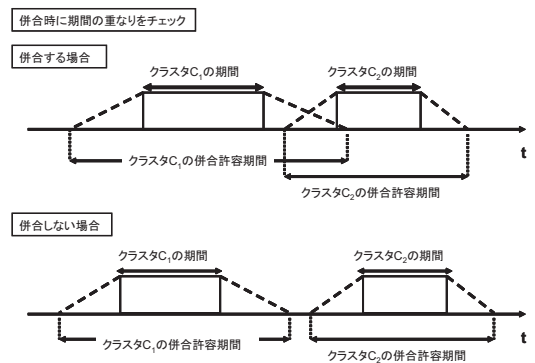 併合時に期間の重なりをチェック
併合する場合
クラスタC₁の期間
クラスタC₂の期間
t
クラスタC₁の併合許容期間
クラスタC₂の併合許容期間
併合しない場合
クラスタC₁の期間
クラスタC₂の期間
t
クラスタC₁の併合許容期間
クラスタC₂の併合許容期間